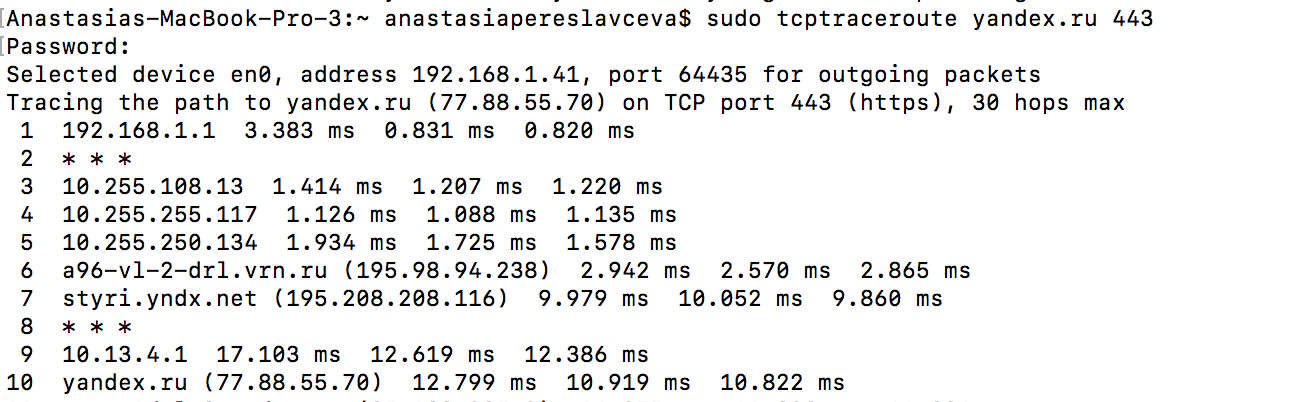 [Anastasias-MacBook-Pro-3:~ anastasiapereslavceva$ sudo tcptraceroute yandex.ru 443
[Password:
Selected device en0, address 192.168.1.41, port 64435 for outgoing packets
Tracing the path to yandex.ru (77.88.55.70) on TCP port 443 (https), 30 hops max
 1  192.168.1.1  3.383 ms  0.831 ms  0.820 ms
 2  * * *
 3  10.255.108.13  1.414 ms  1.207 ms  1.220 ms
 4  10.255.255.117  1.126 ms  1.088 ms  1.135 ms
 5  10.255.250.134  1.934 ms  1.725 ms  1.578 ms
 6  a96-vl-2-drl.vrn.ru (195.98.94.238)  2.942 ms  2.570 ms  2.865 ms
 7  styri.yndx.net (195.208.208.116)  9.979 ms  10.052 ms  9.860 ms
 8  * * *
 9  10.13.4.1  17.103 ms  12.619 ms  12.386 ms
10  yandex.ru (77.88.55.70)  12.799 ms  10.919 ms  10.822 ms